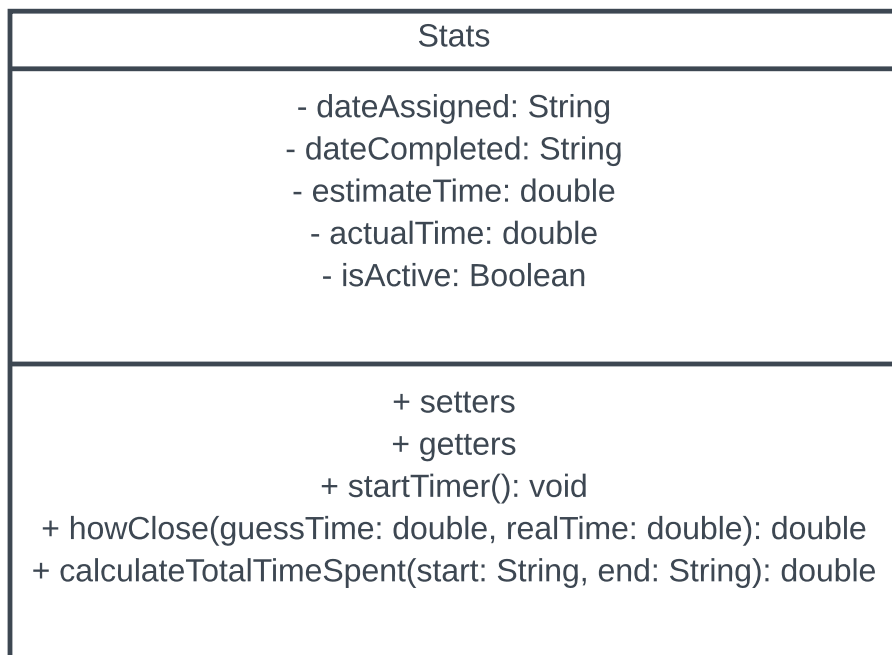 Stats
- dateAssigned: String
- dateCompleted: String
- estimateTime: double
- actualTime: double
- isActive: Boolean
+ setters
+ getters
+ startTimer(): void
+ howClose(guessTime: double, realTime: double): double
+ calculateTotalTimeSpent(start: String, end: String): double